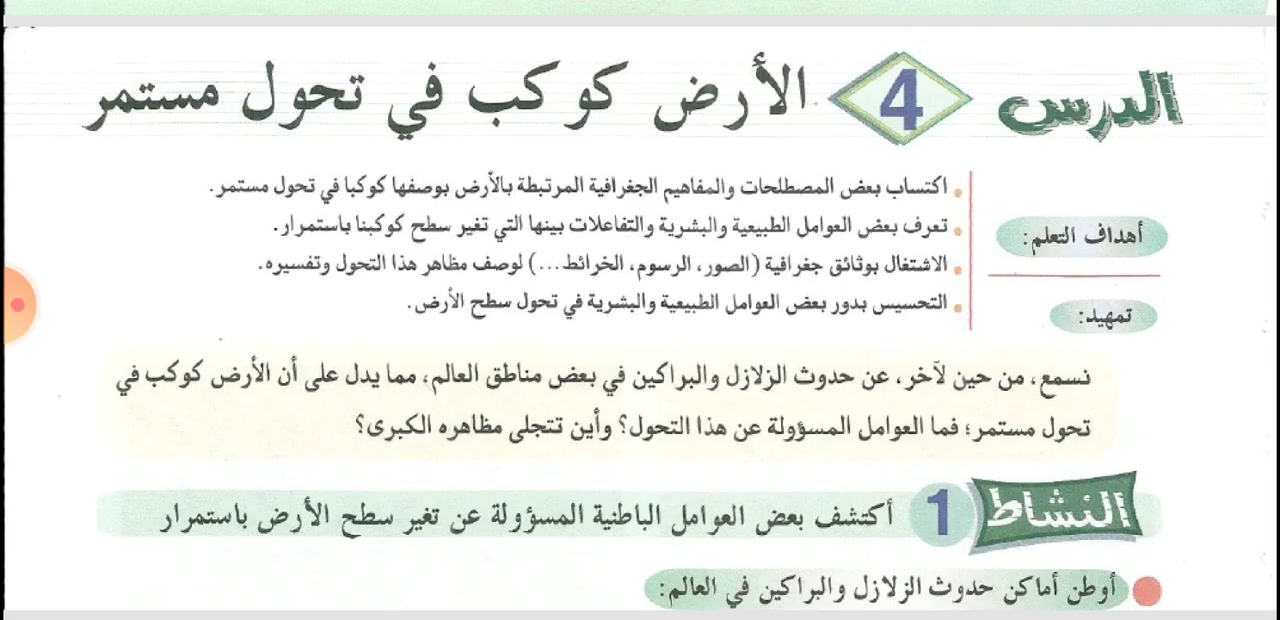 الدرس 4 الأرض كوكب في تحول مستمر
أهداف التعلم:
• اكتساب بعض المصطلحات والمفاهيم الجغرافية المرتبطة بالأرض بوصفها كوكبا في تحول مستمر.
• تعرف بعض العوامل الطبيعية والبشرية والتفاعلات بينها التي تغير سطح كوكبنا باستمرار.
• الاشتغال بوثائق جغرافية (الصور، الرسوم، الخرائط...) لوصف مظاهر هذا التحول وتفسيره.
• التحسيس بدور بعض العوامل الطبيعية والبشرية في تحول سطح الأرض.
تمهيد:
نسمع، من حين لآخر، عن حدوث الزلازل والبراكين في بعض مناطق العالم، مما يدل على أن الأرض كوكب في
تحول مستمر؛ فما العوامل المسؤولة عن هذا التحول؟ وأين تتجلى مظاهره الكبرى؟
النشاط 1 أكتشف بعض العوامل الباطنية المسؤولة عن تغير سطح الأرض باستمرار
أوطن أماكن حدوث الزلازل والبراكين في العالم: